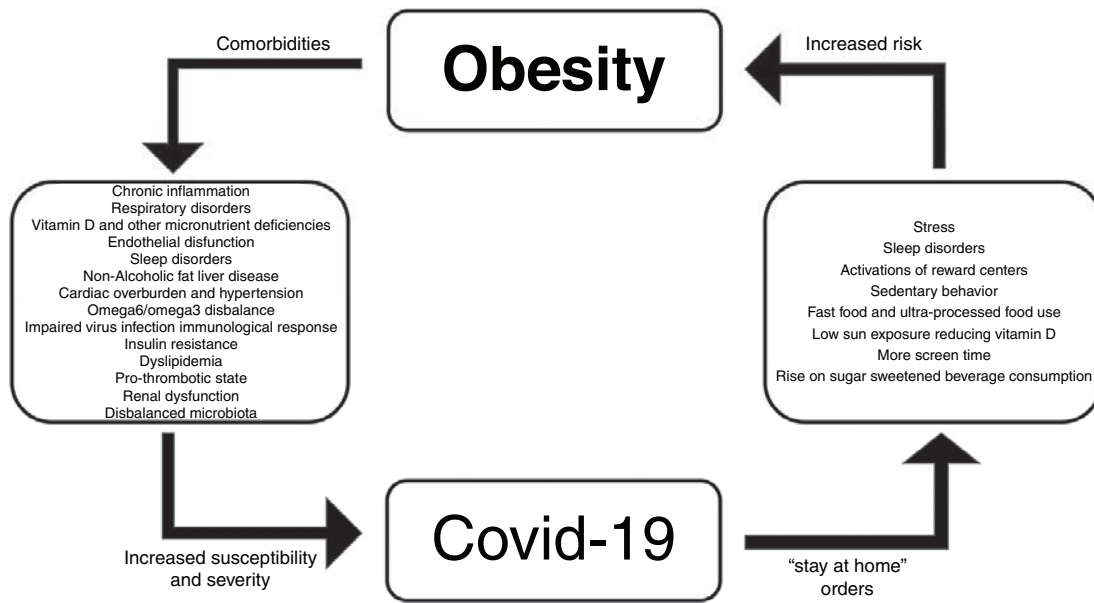 Comorbidities
Obesity
Increased risk
Chronic inflammation
Respiratory disorders
Vitamin D and other micronutrient deficiencies
Endothelial disfunction
Sleep disorders
Non-Alcoholic fat liver disease
Cardiac overburden and hypertension
Omega6/omega3 disbalance
Impaired virus infection immunological response
Insulin resistance
Dyslipidemia
Pro-thrombotic state
Renal dysfunction
Disbalanced microbiota
Stress
Sleep disorders
Activations of reward centers
Sedentary behavior
Fast food and ultra-processed food use
Low sun exposure reducing vitamin D
More screen time
Rise on sugar sweetened beverage consumption
Increased susceptibility
and severity
Covid-19
“stay at home”
orders